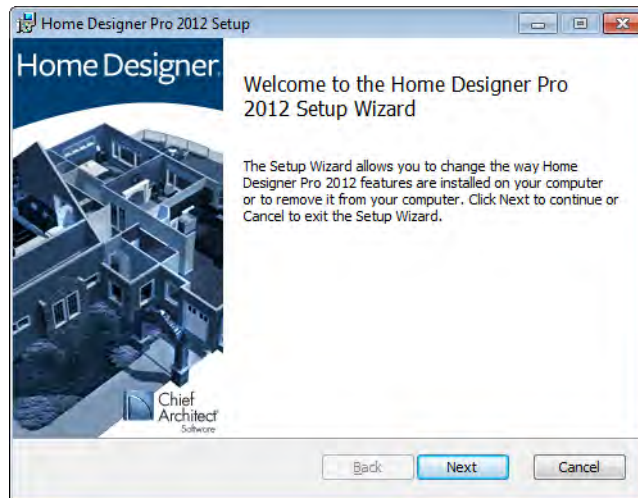 Home Designer Pro 2012 Setup
Home Designer
Welcome to the Home Designer Pro
2012 Setup Wizard
The Setup Wizard allows you to change the way Home
Designer Pro 2012 features are installed on your computer
or to remove it from your computer. Click Next to continue or
Cancel to exit the Setup Wizard.
Chief
Architect
Software
Back
Next
Cancel